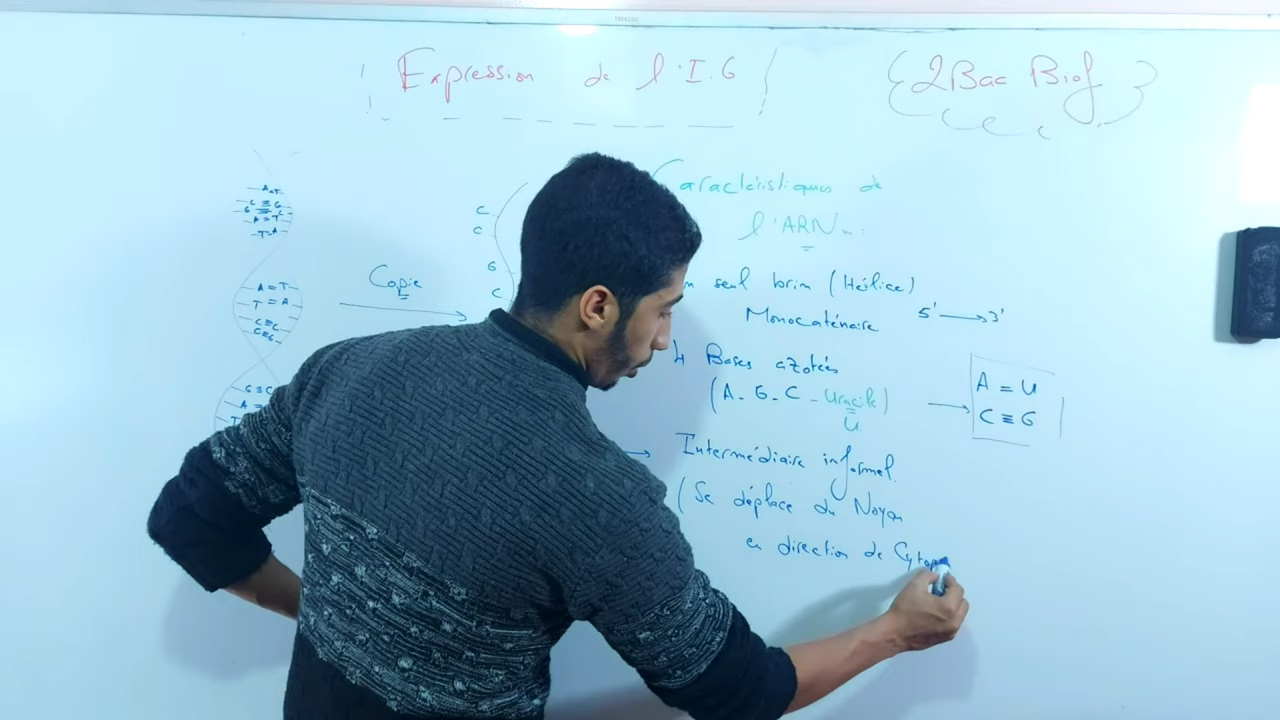 Expression de l'I.G
2Bac Biof
Caractéristiques de
l'ARNm:
seul brin (Hélice)
Monocaténaire 5' → 3'
4 Bases azotées
(A - G - C - Uracile)
U
A = U
C ≡ G
→ Intermédiaire informel
(Se déplace du Noyau
en direction de Cytop
Copie
A=T
C≡G
G≡C
A=T
T=A
A=T
T=A
C≡G
G≡C
A=
T
C
C
G
C